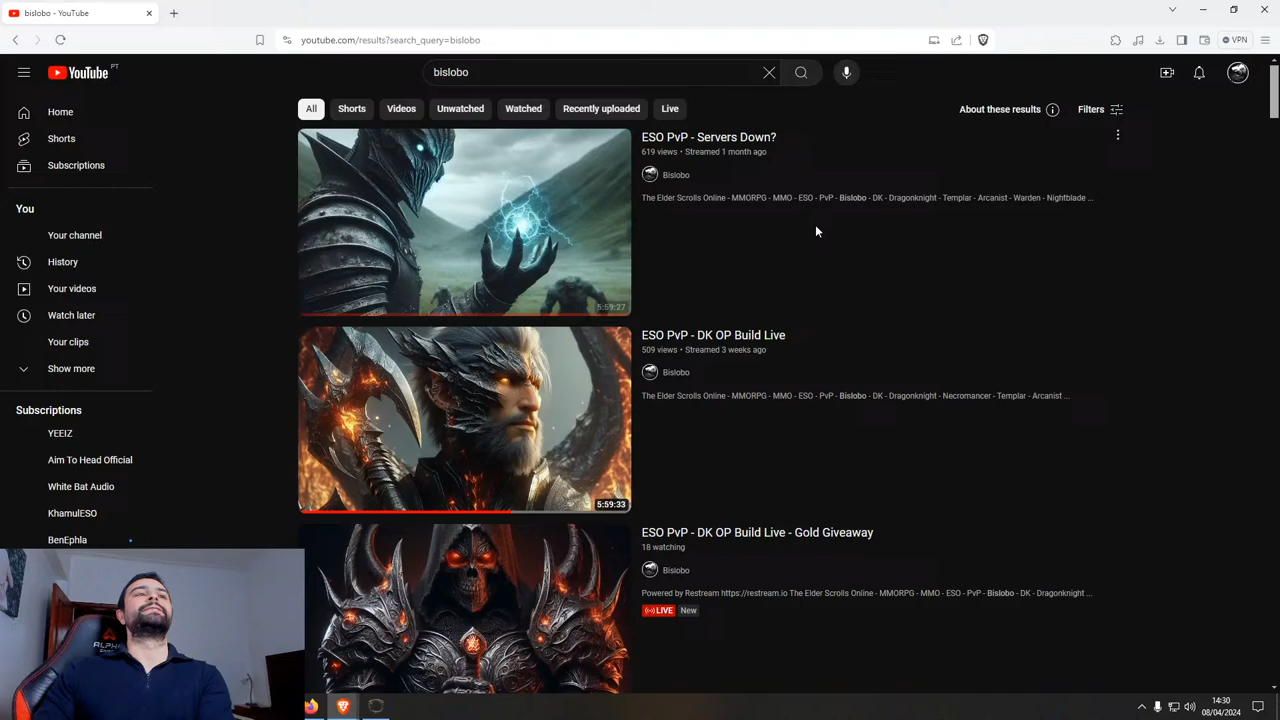 bislobo - YouTube
youtube.com/results?search_query=bislobo
VPN
YouTube PT
bislobo
Home
Shorts
Subscriptions
You
Your channel
History
Your videos
Watch later
Your clips
Show more
Subscriptions
YEEIZ
Aim To Head Official
White Bat Audio
KhamulESO
BenEphla
All
Shorts
Videos
Unwatched
Watched
Recently uploaded
Live
About these results
Filters
5:59:27
ESO PvP - Servers Down?
619 views • Streamed 1 month ago
Bislobo
The Elder Scrolls Online - MMORPG - MMO - ESO - PvP - Bislobo - DK - Dragonknight - Templar - Arcanist - Warden - Nightblade ...
5:59:33
ESO PvP - DK OP Build Live
509 views • Streamed 3 weeks ago
Bislobo
The Elder Scrolls Online - MMORPG - MMO - ESO - PvP - Bislobo - DK - Dragonknight - Necromancer - Templar - Arcanist ...
ESO PvP - DK OP Build Live - Gold Giveaway
18 watching
Bislobo
Powered by Restream https://restream.io The Elder Scrolls Online - MMORPG - MMO - ESO - PvP - Bislobo - DK - Dragonknight ...
LIVE New
14:30
08/04/2024